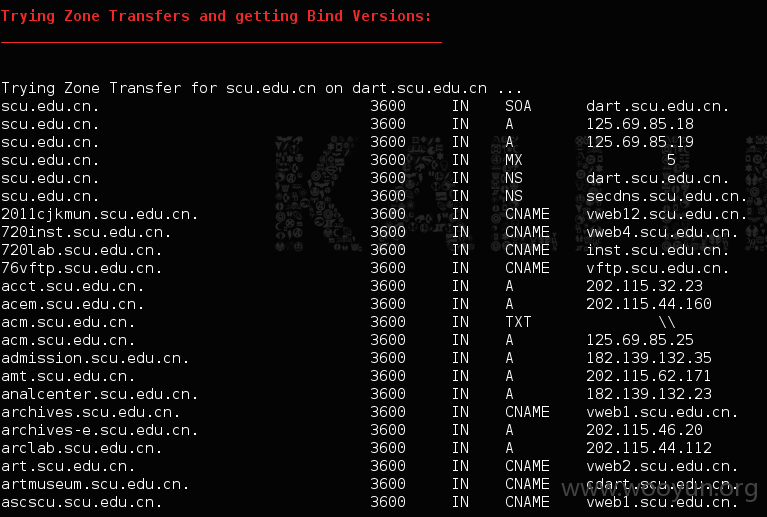 Trying Zone Transfers and getting Bind Versions:
Trying Zone Transfer for scu.edu.cn on dart.scu.edu.cn ...
scu.edu.cn. 3600 IN SOA dart.scu.edu.cn.
scu.edu.cn. 3600 IN A 125.69.85.18
scu.edu.cn. 3600 IN A 125.69.85.19
scu.edu.cn. 3600 IN MX 5
scu.edu.cn. 3600 IN NS dart.scu.edu.cn.
scu.edu.cn. 3600 IN NS secdns.scu.edu.cn.
2011cjkmun.scu.edu.cn. 3600 IN CNAME vweb12.scu.edu.cn.
720inst.scu.edu.cn. 3600 IN CNAME vweb4.scu.edu.cn.
720lab.scu.edu.cn. 3600 IN CNAME inst.scu.edu.cn.
76vftp.scu.edu.cn. 3600 IN CNAME vftp.scu.edu.cn.
acct.scu.edu.cn. 3600 IN A 202.115.32.23
acem.scu.edu.cn. 3600 IN A 202.115.44.160
acm.scu.edu.cn. 3600 IN TXT \\
acm.scu.edu.cn. 3600 IN A 125.69.85.25
admission.scu.edu.cn. 3600 IN A 182.139.132.35
amt.scu.edu.cn. 3600 IN A 202.115.62.171
analcenter.scu.edu.cn. 3600 IN A 182.139.132.23
archives.scu.edu.cn. 3600 IN CNAME vweb1.scu.edu.cn.
archives-e.scu.edu.cn. 3600 IN A 202.115.46.20
arclab.scu.edu.cn. 3600 IN A 202.115.44.112
art.scu.edu.cn. 3600 IN CNAME vweb2.scu.edu.cn.
artmuseum.scu.edu.cn. 3600 IN CNAME cdart.scu.edu.cn.
ascscu.scu.edu.cn. 3600 IN CNAME vweb1.scu.edu.cn.
www.wooyun.org